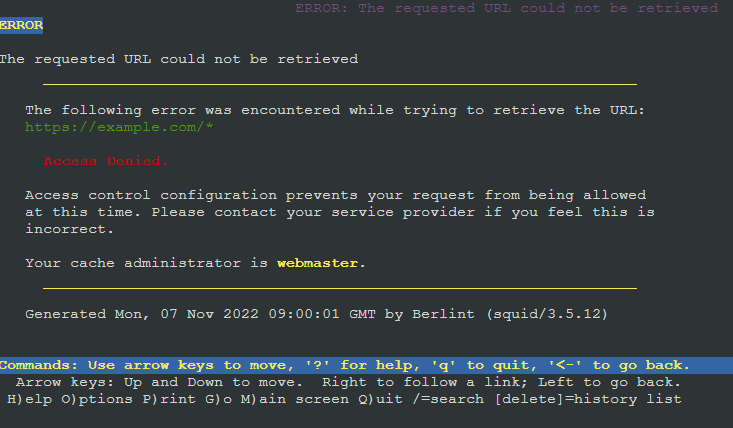 ERROR: The requested URL could not be retrieved
ERROR
The requested URL could not be retrieved
The following error was encountered while trying to retrieve the URL:
https://example.com/*
Access Denied.
Access control configuration prevents your request from being allowed
at this time. Please contact your service provider if you feel this is
incorrect.
Your cache administrator is webmaster.
Generated Mon, 07 Nov 2022 09:00:01 GMT by Berlint (squid/3.5.12)
Commands: Use arrow keys to move, '?' for help, 'q' to quit, '<-' to go back.
Arrow keys: Up and Down to move.  Right to follow a link; Left to go back.
H)elp O)ptions P)rint G)o M)ain screen Q)uit /=search [delete]=history list